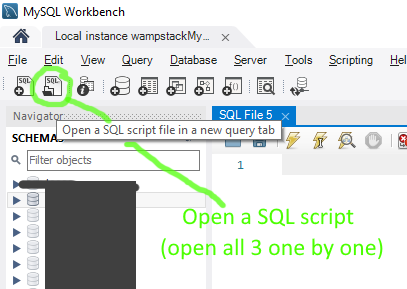 MySQL Workbench
Local instance wampstackMy... ×
File Edit View Query Database Server Tools Scripting
SQL SQL
Navigator
Open a SQL script file in a new query tab
SQL File 5 ×
SCHEMAS
Filter objects
1
Open a SQL script
(open all 3 one by one)